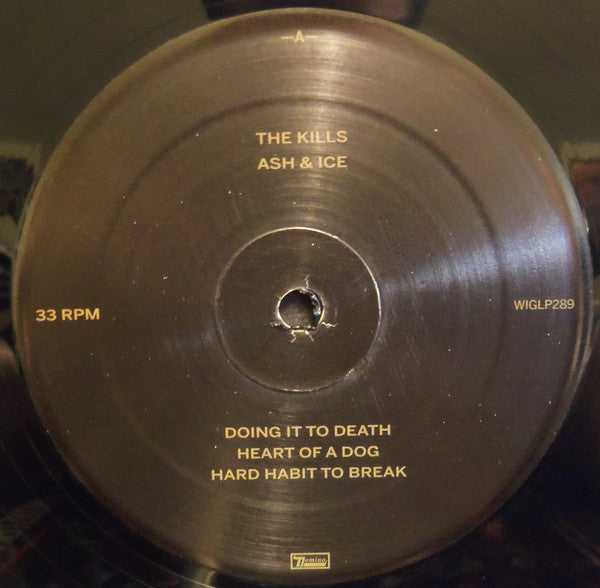 —A—
THE KILLS
ASH & ICE
33 RPM
WIGLP289
DOING IT TO DEATH
HEART OF A DOG
HARD HABIT TO BREAK
Domino